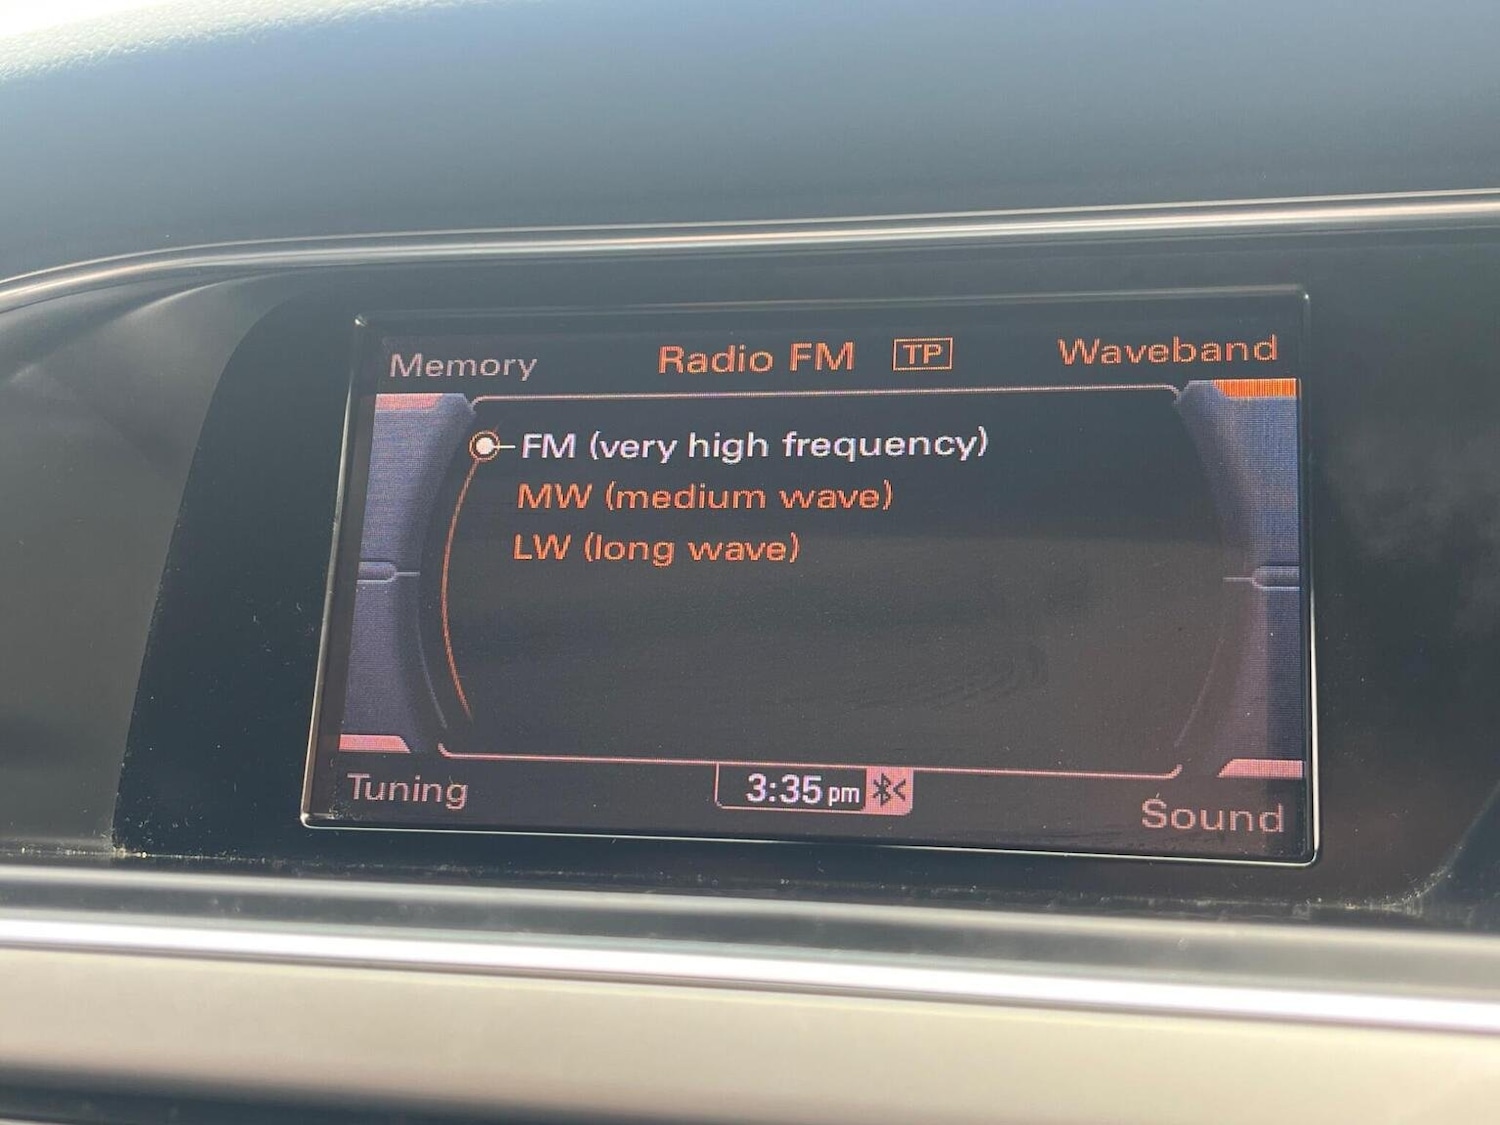 Memory Radio FM TP Waveband
FM (very high frequency)
MW (medium wave)
LW (long wave)
Tuning 3:35 pm Sound